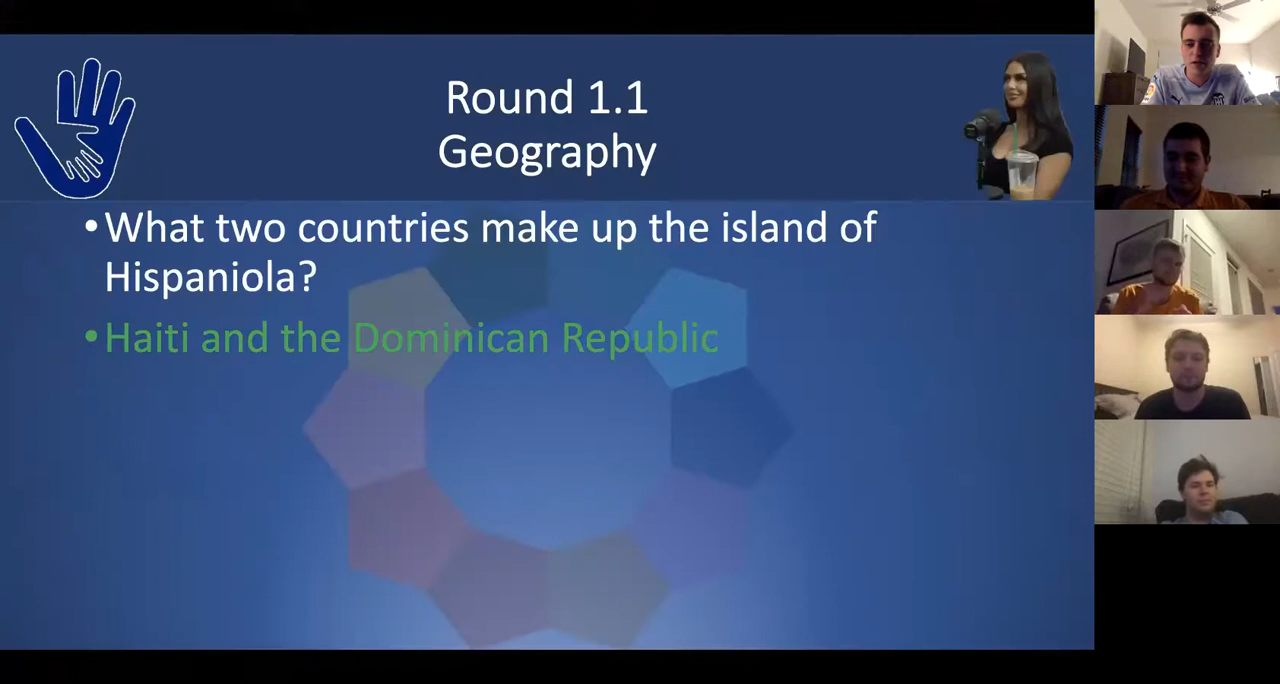 Round 1.1
Geography
•What two countries make up the island of
Hispaniola?
•Haiti and the Dominican Republic